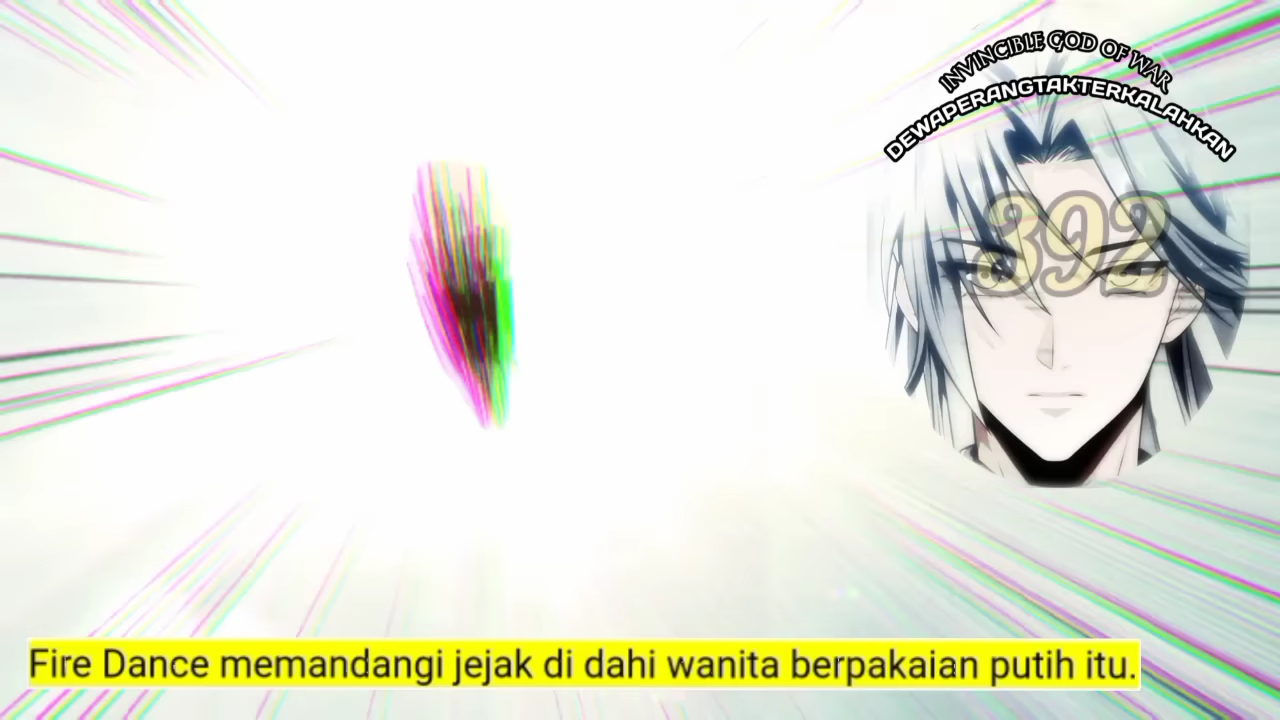 INVINCIBLE GOD OF WAR
DEWAPERANGTAKTERKALAHKAN
392
Fire Dance memandangi jejak di dahi wanita berpakaian putih itu.